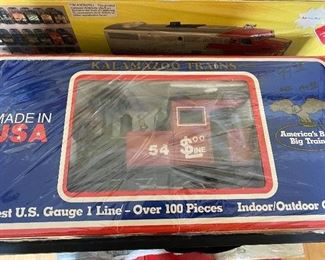 KALAMAZOO TRAINS
MADE IN
USA
54
SOO
LINE
America's B
Big Train
est U.S. Gauge 1 Line - Over 100 Pieces Indoor/Outdoor